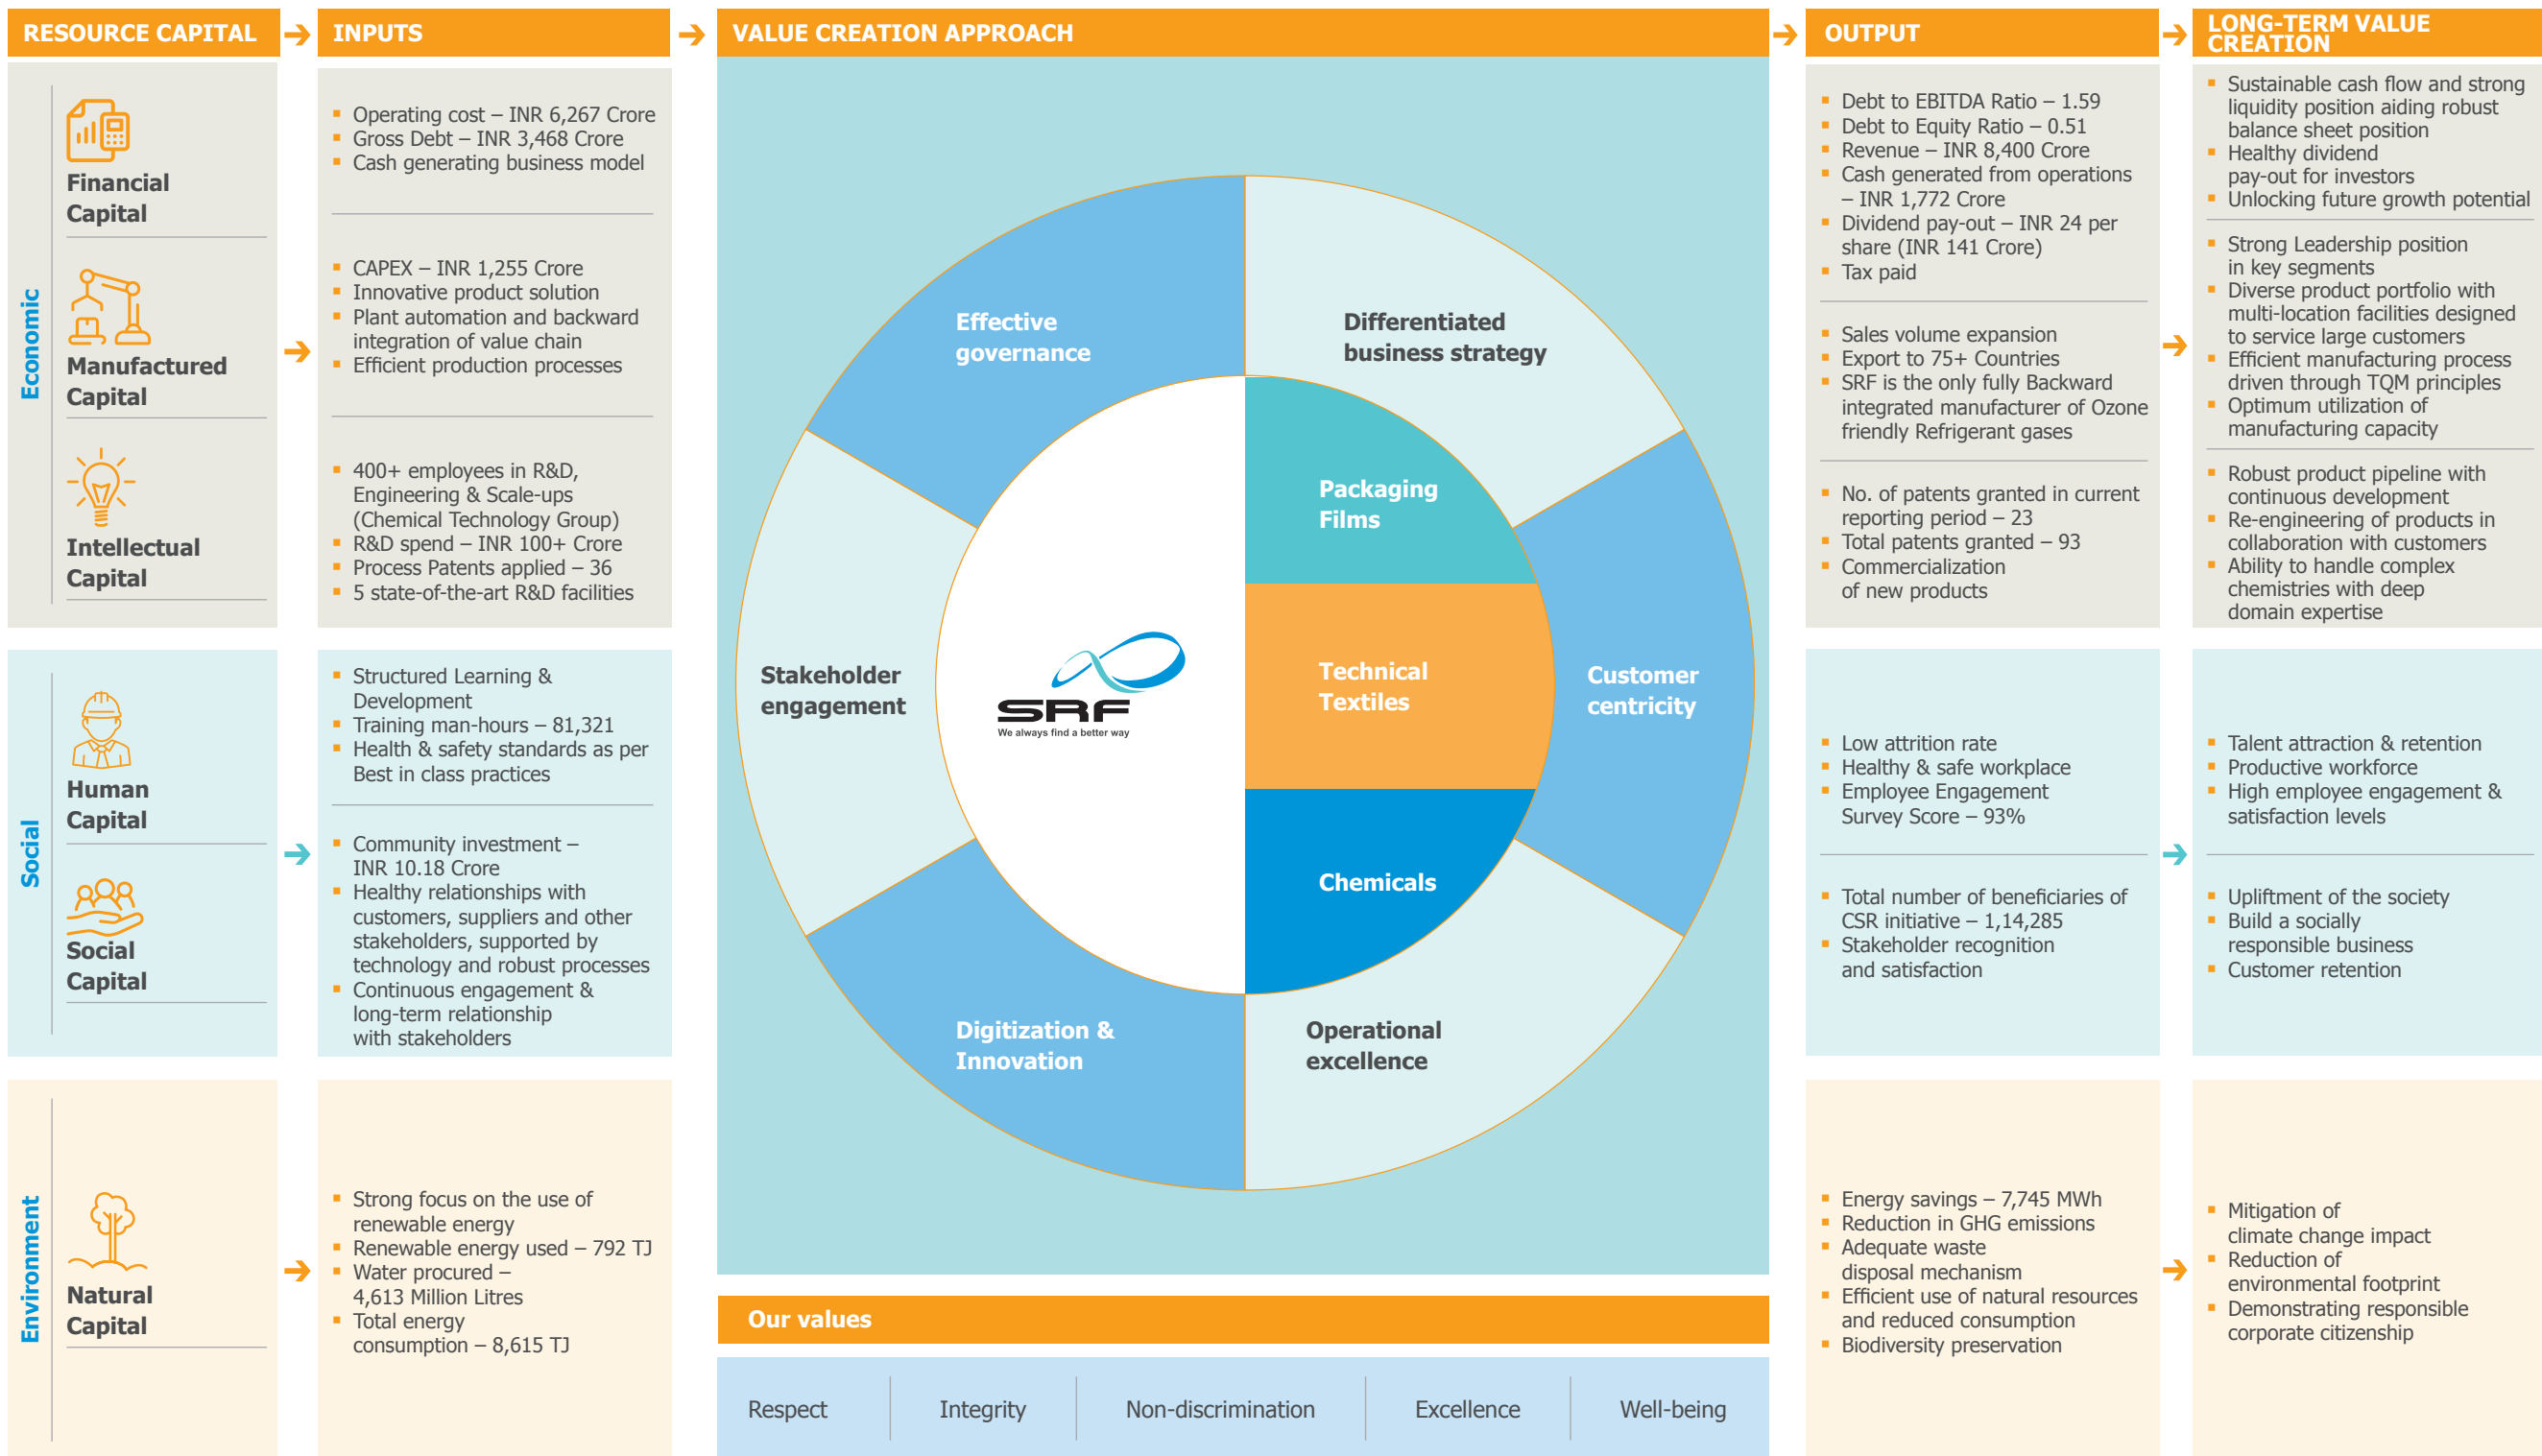 RESOURCE CAPITAL
INPUTS
VALUE CREATION APPROACH
OUTPUT
LONG-TERM VALUE
CREATION
Economic
Financial
Capital
Manufactured
Capital
Intellectual
Capital
Operating cost – INR 6,267 Crore
Gross Debt – INR 3,468 Crore
Cash generating business model
CAPEX – INR 1,255 Crore
Innovative product solution
Plant automation and backward
integration of value chain
Efficient production processes
400+ employees in R&D,
Engineering & Scale-ups
(Chemical Technology Group)
R&D spend – INR 100+ Crore
Process Patents applied – 36
5 state-of-the-art R&D facilities
Social
Human
Capital
Social
Capital
Structured Learning &
Development
Training man-hours – 81,321
Health & safety standards as per
Best in class practices
Community investment –
INR 10.18 Crore
Healthy relationships with
customers, suppliers and other
stakeholders, supported by
technology and robust processes
Continuous engagement &
long-term relationship
with stakeholders
Environment
Natural
Capital
Strong focus on the use of
renewable energy
Renewable energy used – 792 TJ
Water procured –
4,613 Million Litres
Total energy
consumption – 8,615 TJ
Effective
governance
Differentiated
business strategy
Stakeholder
engagement
Customer
centricity
Digitization &
Innovation
Operational
excellence
Packaging
Films
Technical
Textiles
Chemicals
SRF
We always find a better way
Our values
Respect
Integrity
Non-discrimination
Excellence
Well-being
Debt to EBITDA Ratio – 1.59
Debt to Equity Ratio – 0.51
Revenue – INR 8,400 Crore
Cash generated from operations
– INR 1,772 Crore
Dividend pay-out – INR 24 per
share (INR 141 Crore)
Tax paid
Sales volume expansion
Export to 75+ Countries
SRF is the only fully Backward
integrated manufacturer of Ozone
friendly Refrigerant gases
No. of patents granted in current
reporting period – 23
Total patents granted – 93
Commercialization
of new products
Low attrition rate
Healthy & safe workplace
Employee Engagement
Survey Score – 93%
Total number of beneficiaries of
CSR initiative – 1,14,285
Stakeholder recognition
and satisfaction
Energy savings – 7,745 MWh
Reduction in GHG emissions
Adequate waste
disposal mechanism
Efficient use of natural resources
and reduced consumption
Biodiversity preservation
Sustainable cash flow and strong
liquidity position aiding robust
balance sheet position
Healthy dividend
pay-out for investors
Unlocking future growth potential
Strong Leadership position
in key segments
Diverse product portfolio with
multi-location facilities designed
to service large customers
Efficient manufacturing process
driven through TQM principles
Optimum utilization of
manufacturing capacity
Robust product pipeline with
continuous development
Re-engineering of products in
collaboration with customers
Ability to handle complex
chemistries with deep
domain expertise
Talent attraction & retention
Productive workforce
High employee engagement &
satisfaction levels
Upliftment of the society
Build a socially
responsible business
Customer retention
Mitigation of
climate change impact
Reduction of
environmental footprint
Demonstrating responsible
corporate citizenship